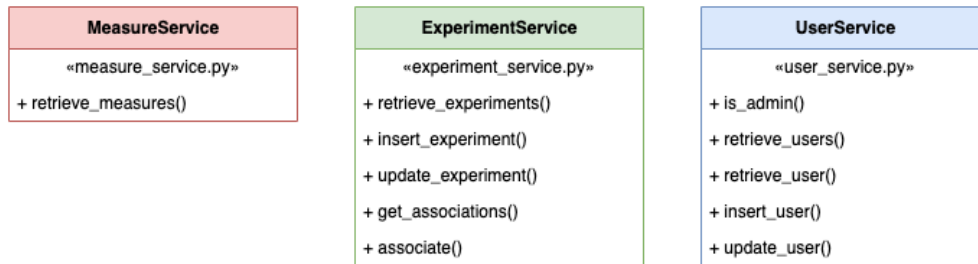 MeasureService
«measure_service.py»
+ retrieve_measures()
ExperimentService
«experiment_service.py»
+ retrieve_experiments()
+ insert_experiment()
+ update_experiment()
+ get_associations()
+ associate()
UserService
«user_service.py»
+ is_admin()
+ retrieve_users()
+ retrieve_user()
+ insert_user()
+ update_user()